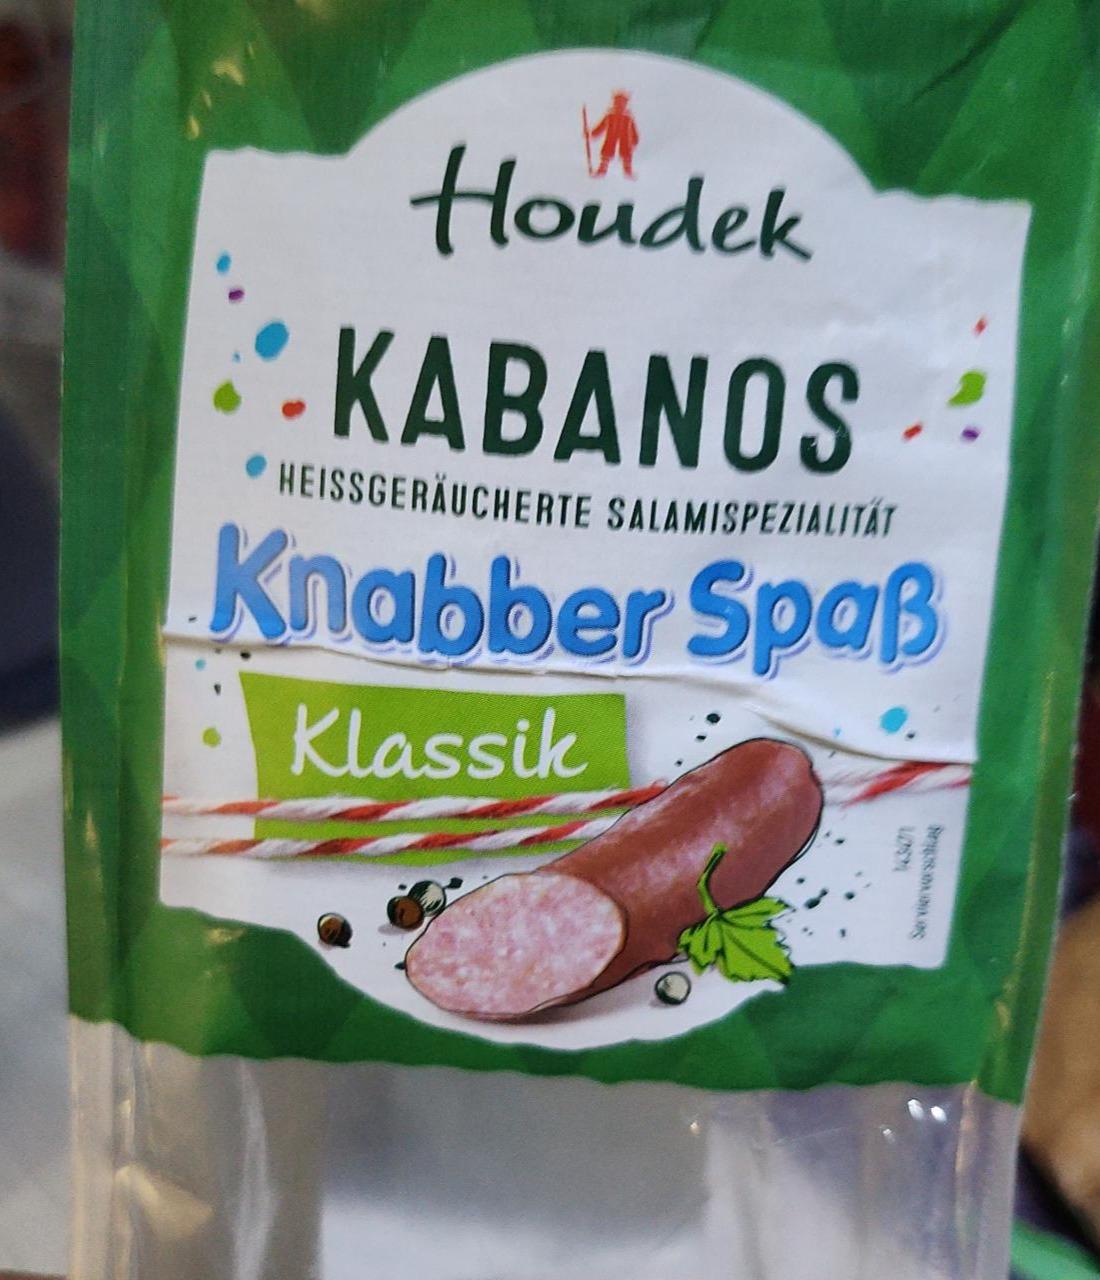 Houdek
KABANOS
HEISSGERÄUCHERTE SALAMISPEZIALITÄT
Knabber Spaß
Klassik
Serviervorschlag